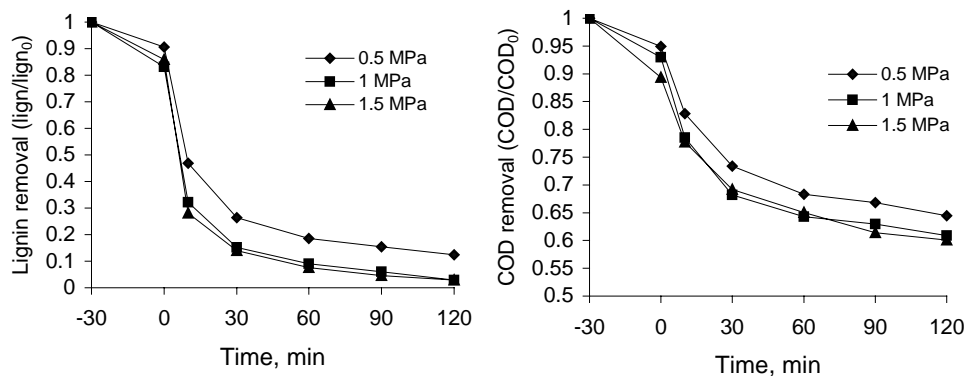 Lignin removal (lign/lign₀)
1
0.9
0.8
0.7
0.6
0.5
0.4
0.3
0.2
0.1
0
-30 0 30 60 90 120
Time, min
0.5 MPa
1 MPa
1.5 MPa
COD removal (COD/COD₀)
1
0.95
0.9
0.85
0.8
0.75
0.7
0.65
0.6
0.55
0.5
-30 0 30 60 90 120
Time, min
0.5 MPa
1 MPa
1.5 MPa